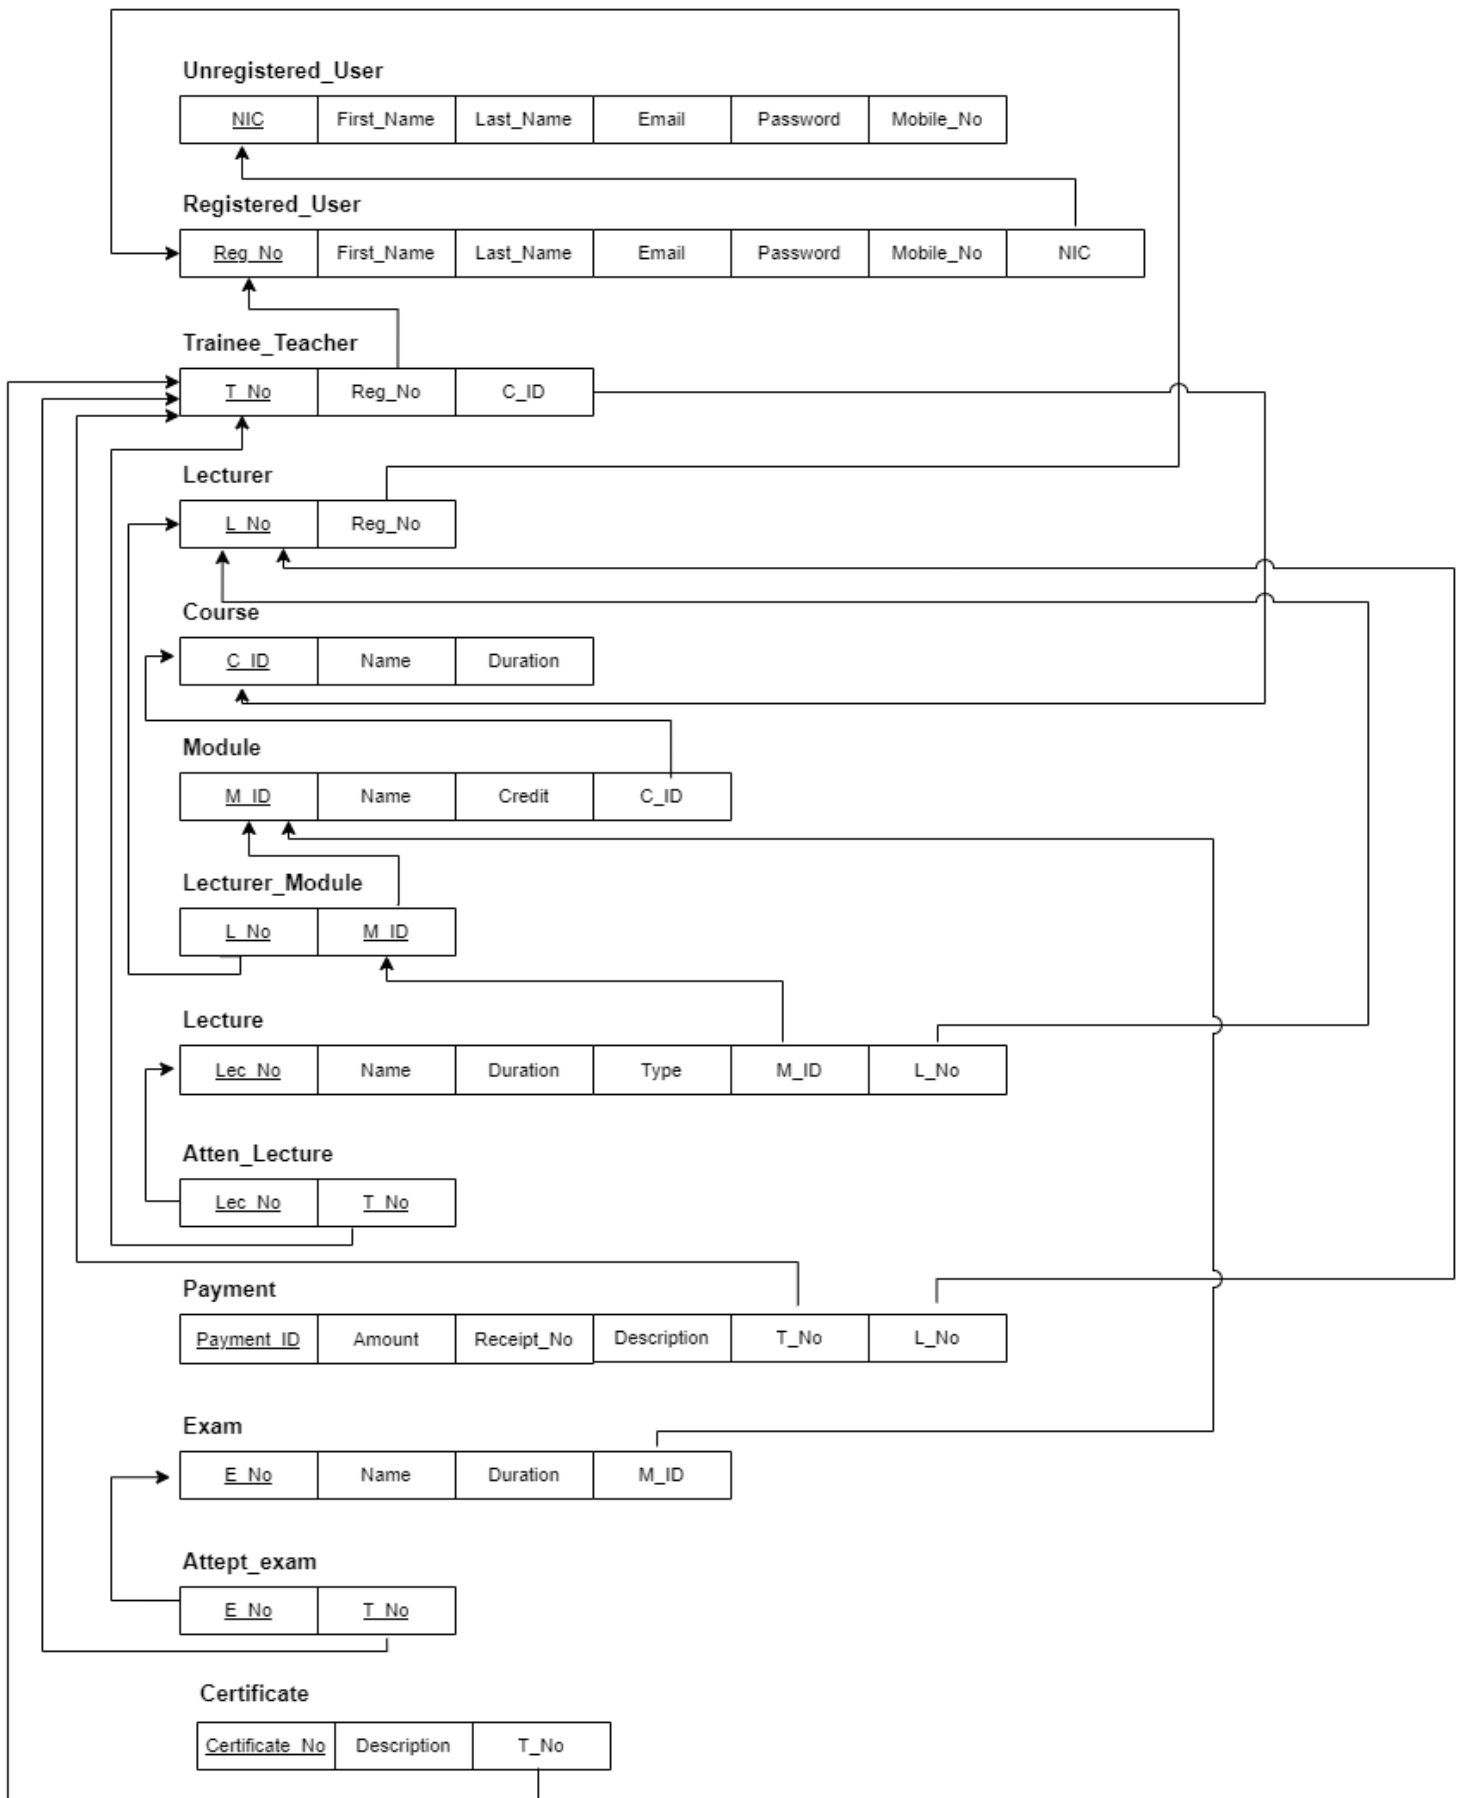 Unregistered_User
NIC First_Name Last_Name Email Password Mobile_No
Registered_User
Reg_No First_Name Last_Name Email Password Mobile_No NIC
Trainee_Teacher
T_No Reg_No C_ID
Lecturer
L_No Reg_No
Course
C_ID Name Duration
Module
M_ID Name Credit C_ID
Lecturer_Module
L_No M_ID
Lecture
Lec_No Name Duration Type M_ID L_No
Atten_Lecture
Lec_No T_No
Payment
Payment_ID Amount Receipt_No Description T_No L_No
Exam
E_No Name Duration M_ID
Attept_exam
E_No T_No
Certificate
Certificate_No Description T_No